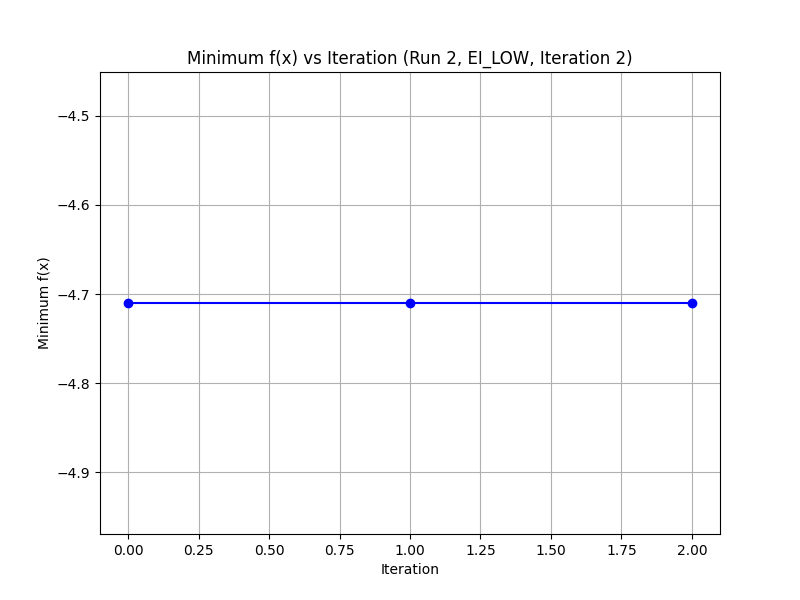 Minimum f(x) vs Iteration (Run 2, EI_LOW, Iteration 2)
Minimum f(x)
−4.5
−4.6
−4.7
−4.8
−4.9
0.00 0.25 0.50 0.75 1.00 1.25 1.50 1.75 2.00
Iteration